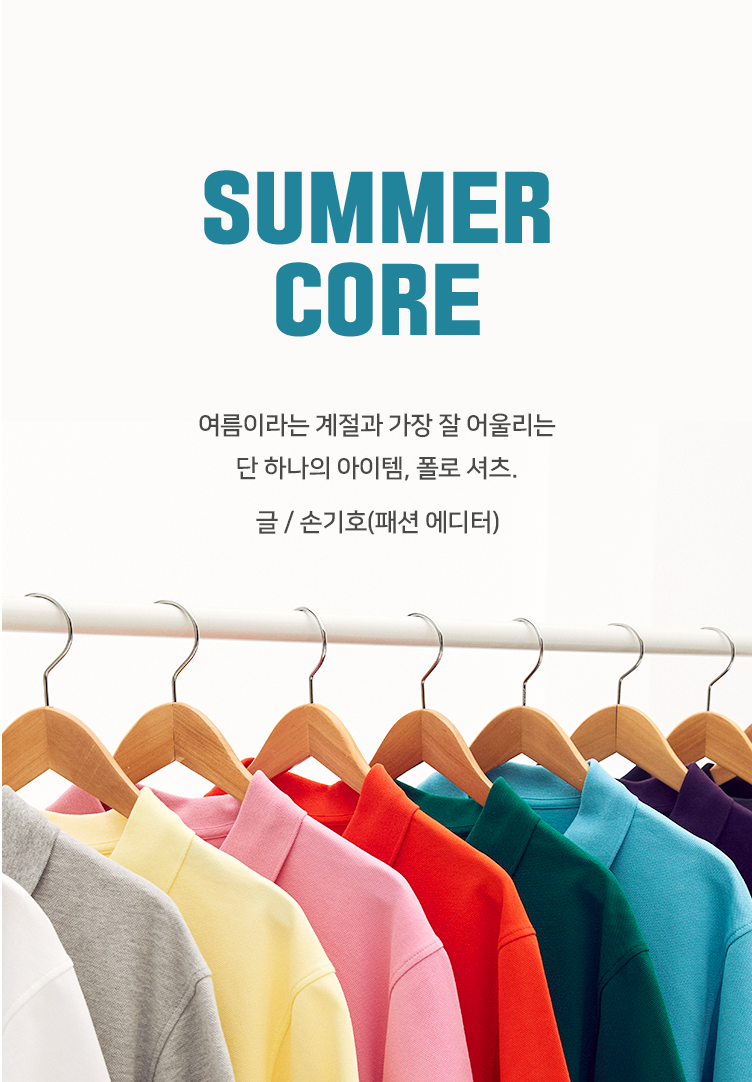 SUMMER
CORE
여름이라는 계절과 가장 잘 어울리는
단 하나의 아이템, 폴로 셔츠.
글 / 손기호(패션 에디터)